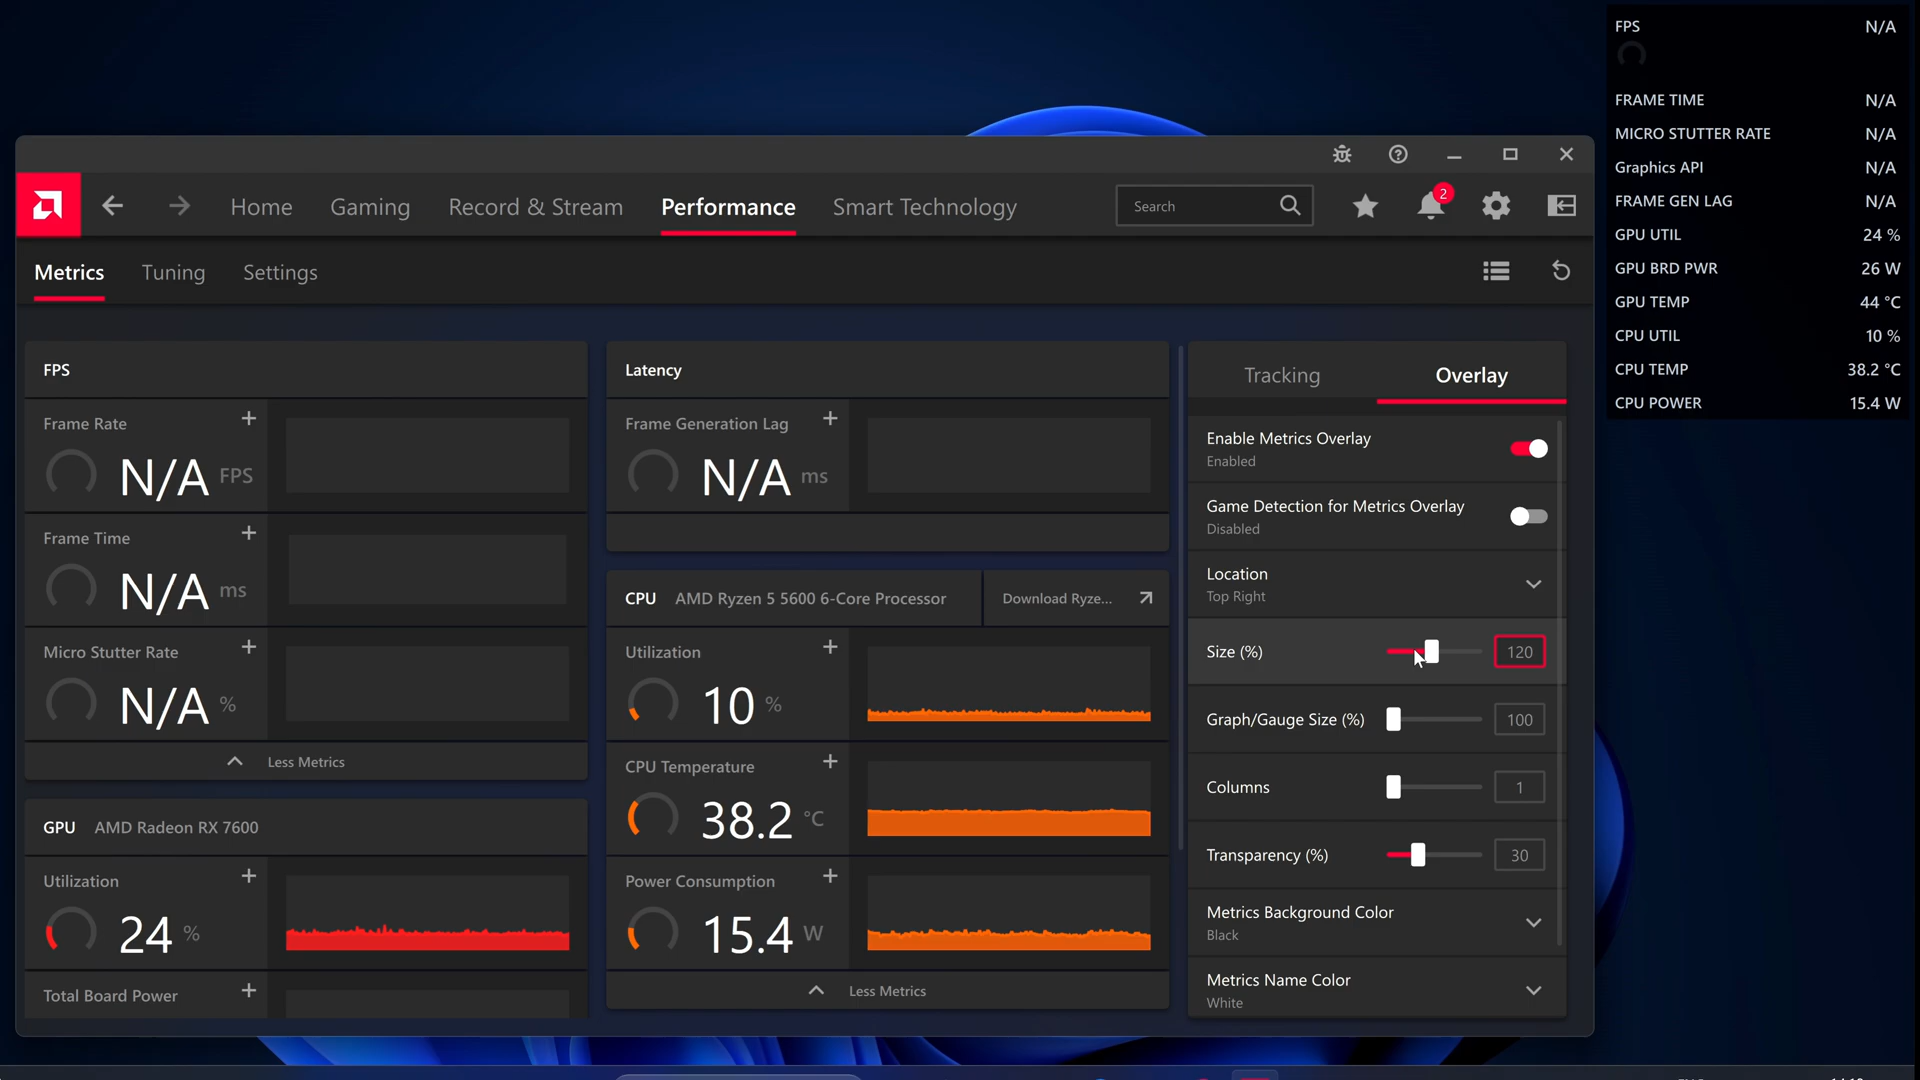 FPS N/A
FRAME TIME N/A
MICRO STUTTER RATE N/A
Graphics API N/A
FRAME GEN LAG N/A
GPU UTIL 24 %
GPU BRD PWR 26 W
GPU TEMP 44 °C
CPU UTIL 10 %
CPU TEMP 38.2 °C
CPU POWER 15.4 W
Home Gaming Record & Stream Performance Smart Technology Search 2
Metrics Tuning Settings
FPS
Frame Rate
N/A FPS
Frame Time
N/A ms
Micro Stutter Rate
N/A %
Less Metrics
GPU AMD Radeon RX 7600
Utilization
24 %
Total Board Power
Latency
Frame Generation Lag
N/A ms
CPU AMD Ryzen 5 5600 6-Core Processor Download Ryze...
Utilization
10 %
CPU Temperature
38.2 °C
Power Consumption
15.4 W
Less Metrics
Tracking Overlay
Enable Metrics Overlay
Enabled
Game Detection for Metrics Overlay
Disabled
Location
Top Right
Size (%) 120
Graph/Gauge Size (%) 100
Columns 1
Transparency (%) 30
Metrics Background Color
Black
Metrics Name Color
White